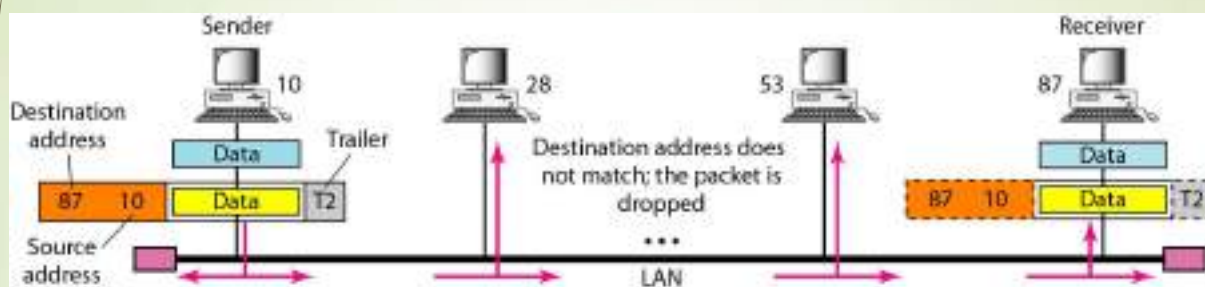 Sender
Receiver
10
28
53
87
Destination
address
Trailer
Data
Destination address does
not match; the packet is
dropped
Data
87 10
Data
T2
87 10
Data
T2
Source
address
...
LAN